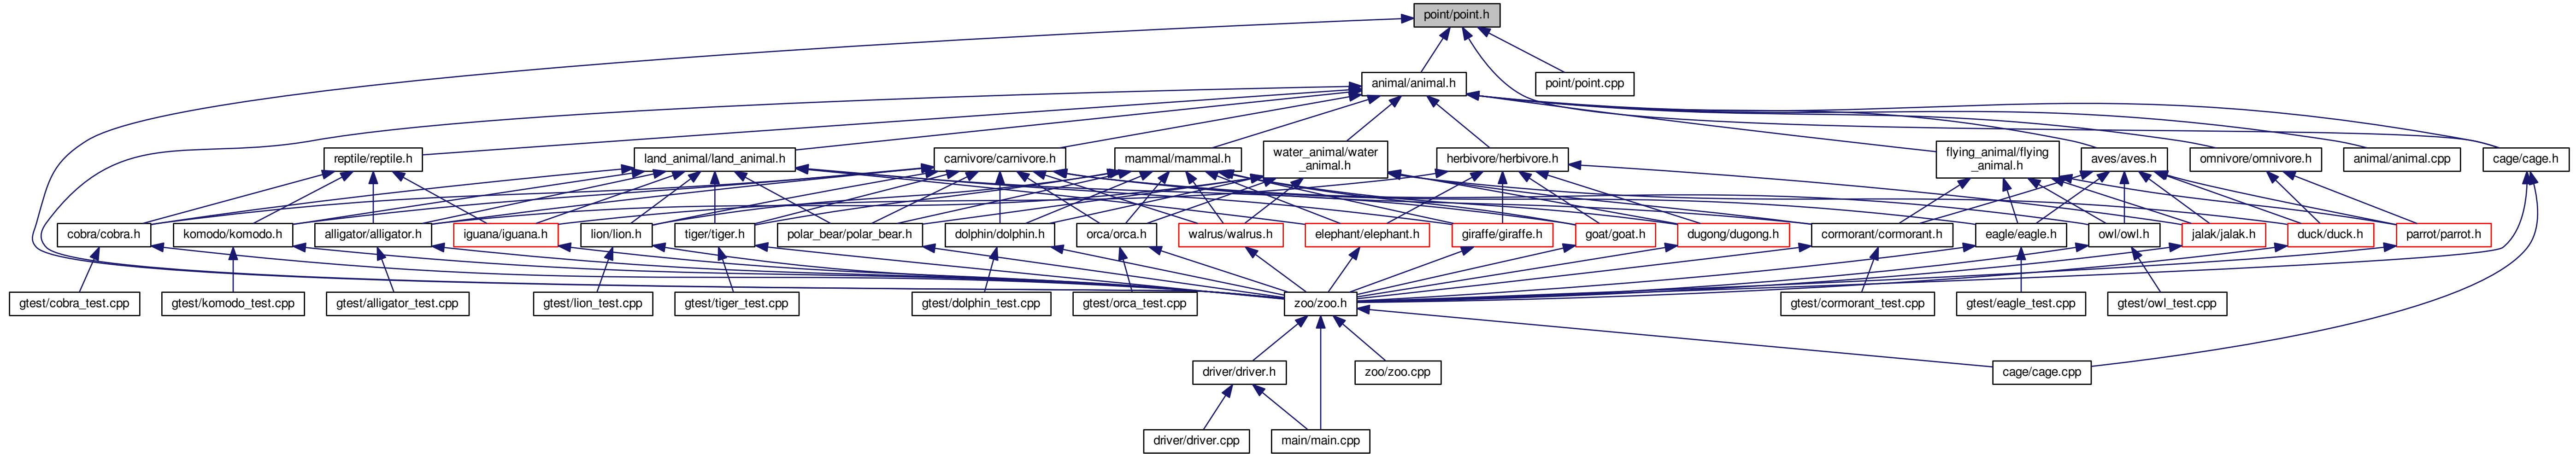 point/point.h
animal/animal.h
point/point.cpp
reptile/reptile.h
land_animal/land_animal.h
carnivore/carnivore.h
mammal/mammal.h
water_animal/water
_animal.h
herbivore/herbivore.h
flying_animal/flying
_animal.h
aves/aves.h
omnivore/omnivore.h
animal/animal.cpp
cage/cage.h
cobra/cobra.h
komodo/komodo.h
alligator/alligator.h
iguana/iguana.h
lion/lion.h
tiger/tiger.h
polar_bear/polar_bear.h
dolphin/dolphin.h
orca/orca.h
walrus/walrus.h
elephant/elephant.h
giraffe/giraffe.h
goat/goat.h
dugong/dugong.h
cormorant/cormorant.h
eagle/eagle.h
owl/owl.h
jalak/jalak.h
duck/duck.h
parrot/parrot.h
gtest/cobra_test.cpp
gtest/komodo_test.cpp
gtest/alligator_test.cpp
gtest/lion_test.cpp
gtest/tiger_test.cpp
gtest/dolphin_test.cpp
gtest/orca_test.cpp
zoo/zoo.h
gtest/cormorant_test.cpp
gtest/eagle_test.cpp
gtest/owl_test.cpp
driver/driver.h
zoo/zoo.cpp
cage/cage.cpp
driver/driver.cpp
main/main.cpp